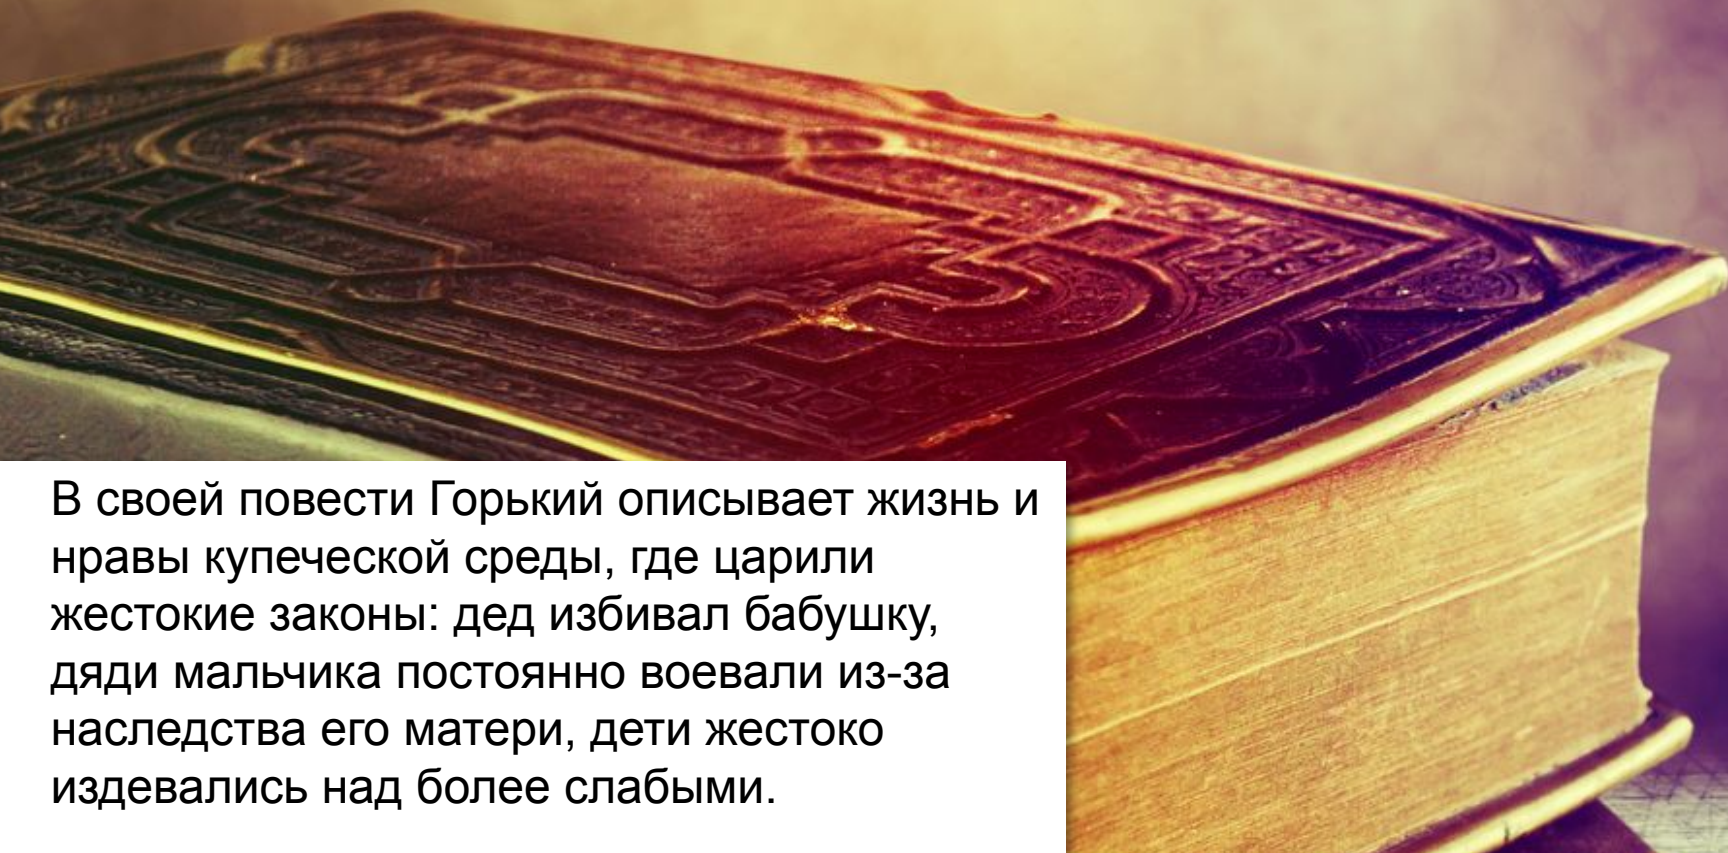 В своей повести Горький описывает жизнь и
нравы купеческой среды, где царили
жестокие законы: дед избивал бабушку,
дяди мальчика постоянно воевали из-за
наследства его матери, дети жестоко
издевались над более слабыми.